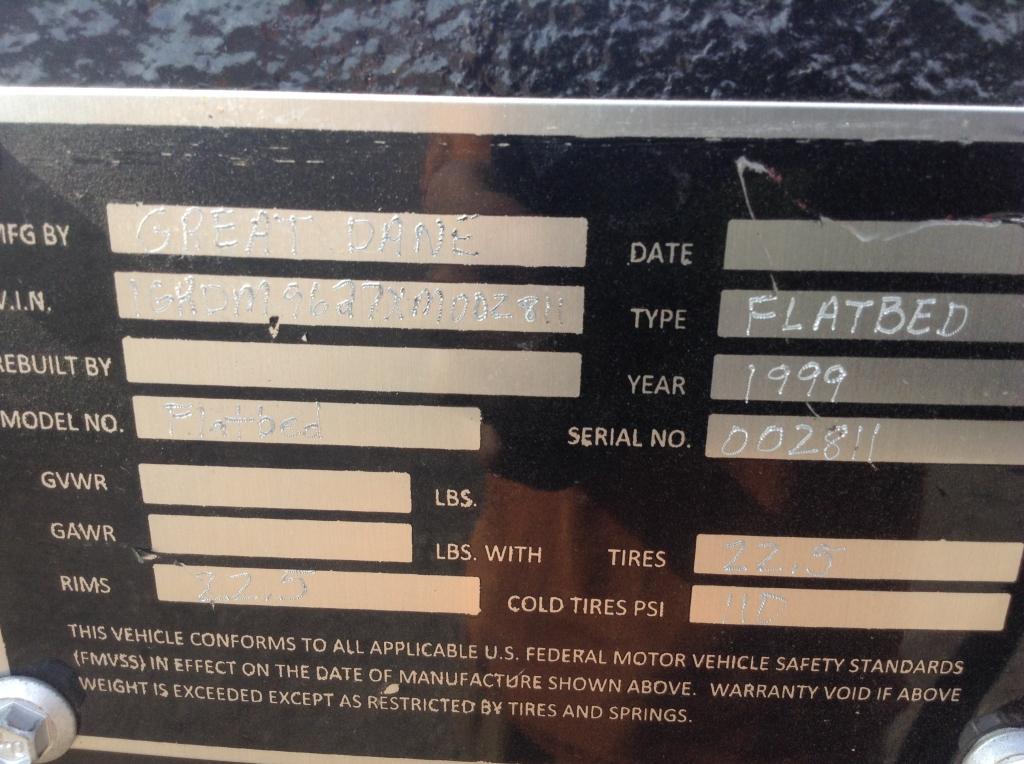 MFG BY GREAT DANE DATE
V.I.N. TYPE FLATBED
REBUILT BY YEAR 1999
MODEL NO. Flatbed SERIAL NO. 002811
GVWR LBS.
GAWR LBS. WITH TIRES 22.5
RIMS 22.5 COLD TIRES PSI
THIS VEHICLE CONFORMS TO ALL APPLICABLE U.S. FEDERAL MOTOR VEHICLE SAFETY STANDARDS
(FMVSS) IN EFFECT ON THE DATE OF MANUFACTURE SHOWN ABOVE. WARRANTY VOID IF ABOVE
WEIGHT IS EXCEEDED EXCEPT AS RESTRICTED BY TIRES AND SPRINGS.